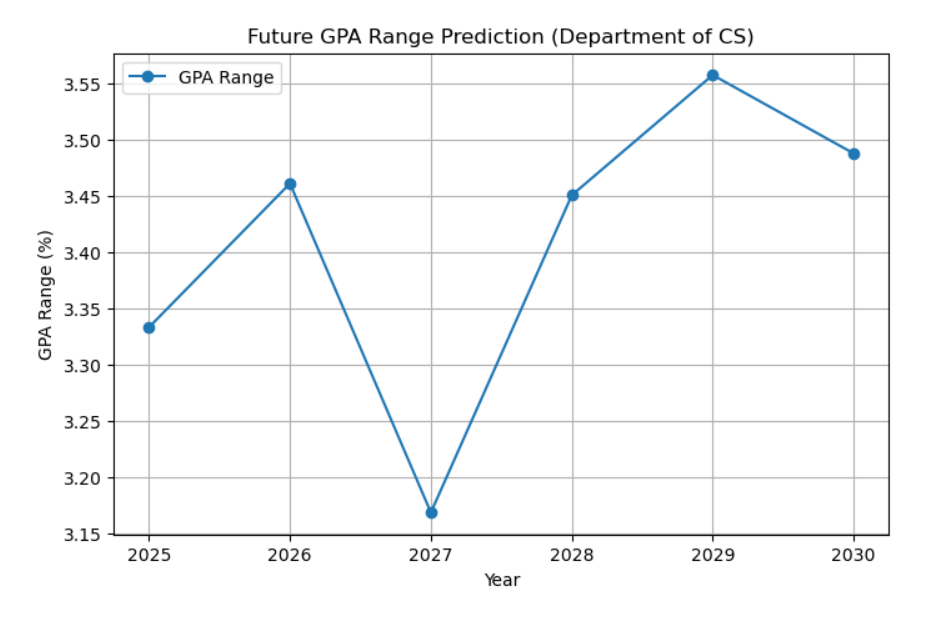 Future GPA Range Prediction (Department of CS)
GPA Range
GPA Range (%)
3.55
3.50
3.45
3.40
3.35
3.30
3.25
3.20
3.15
2025 2026 2027 2028 2029 2030
Year